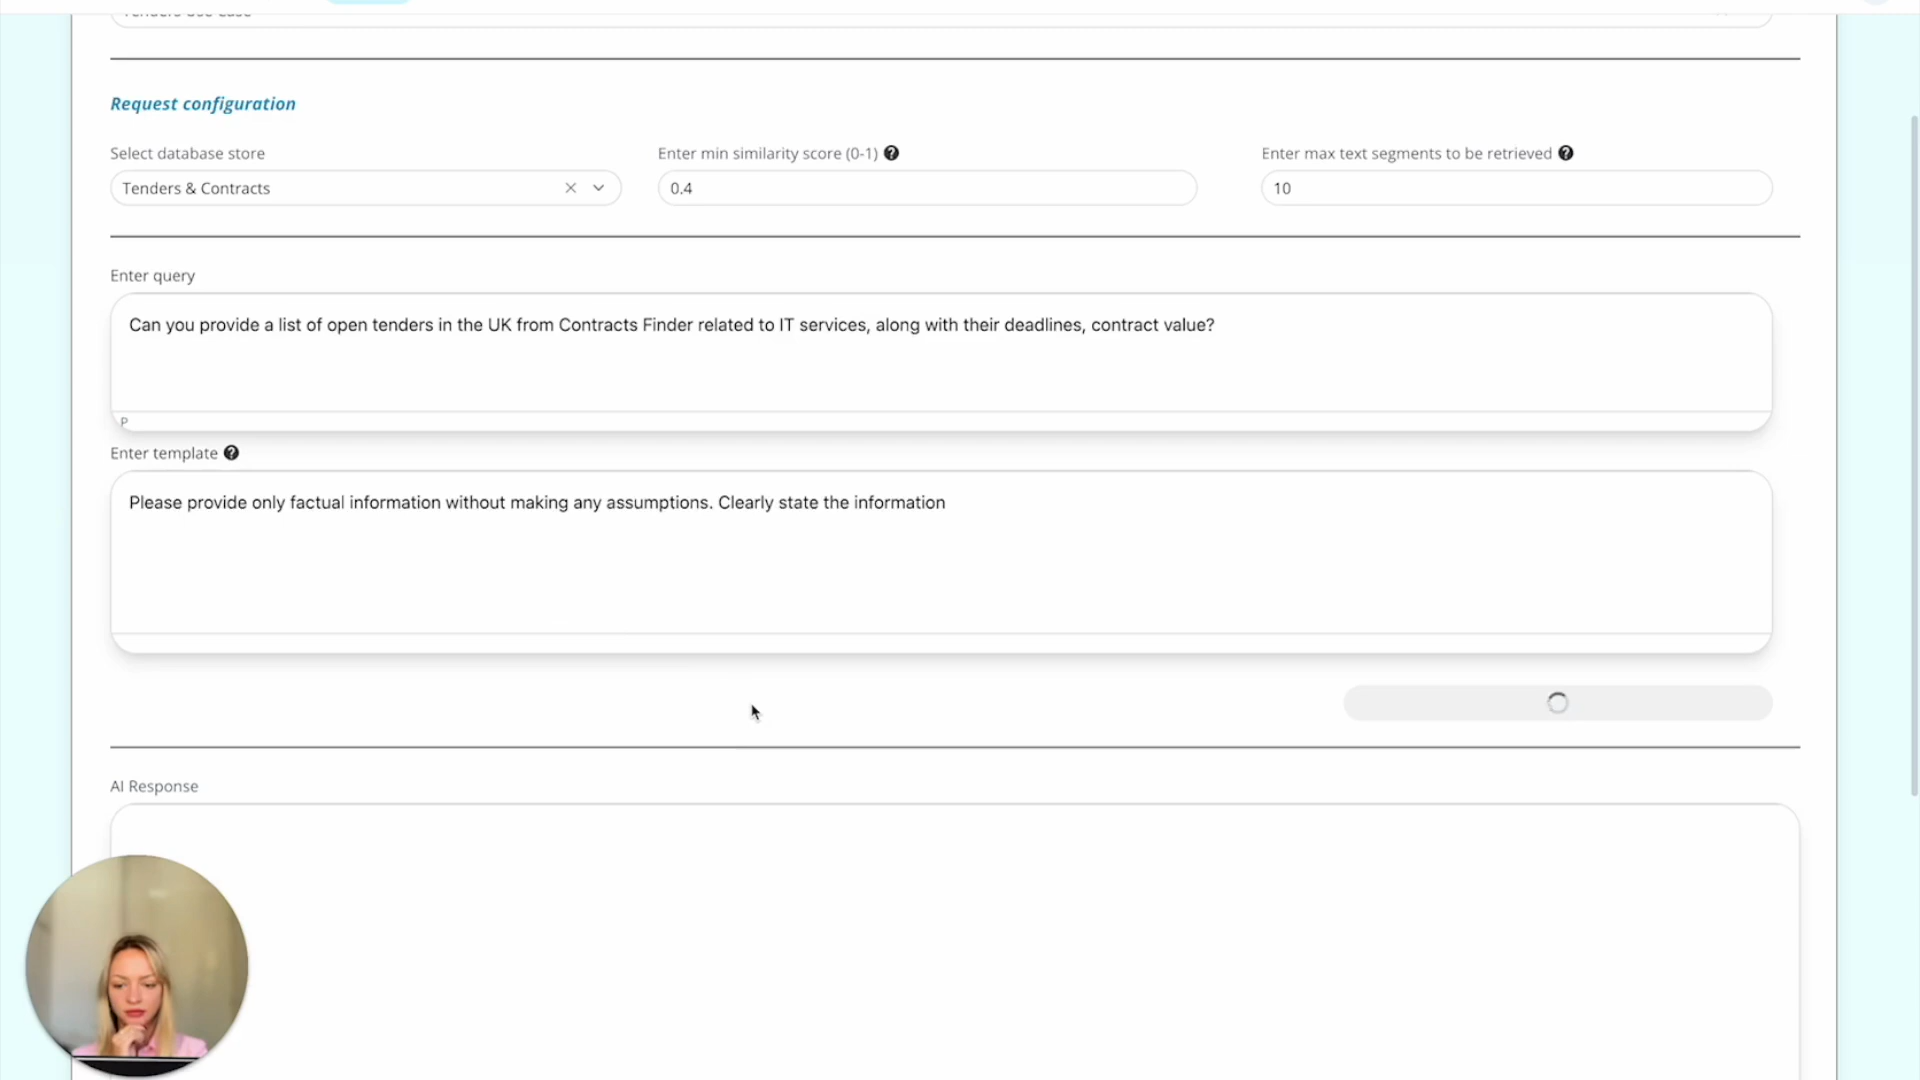 Tenders use case
Request configuration
Select database store
Enter min similarity score (0-1)
Enter max text segments to be retrieved
Tenders & Contracts
0.4
10
Enter query
Can you provide a list of open tenders in the UK from Contracts Finder related to IT services, along with their deadlines, contract value?
P
Enter template
Please provide only factual information without making any assumptions. Clearly state the information
AI Response